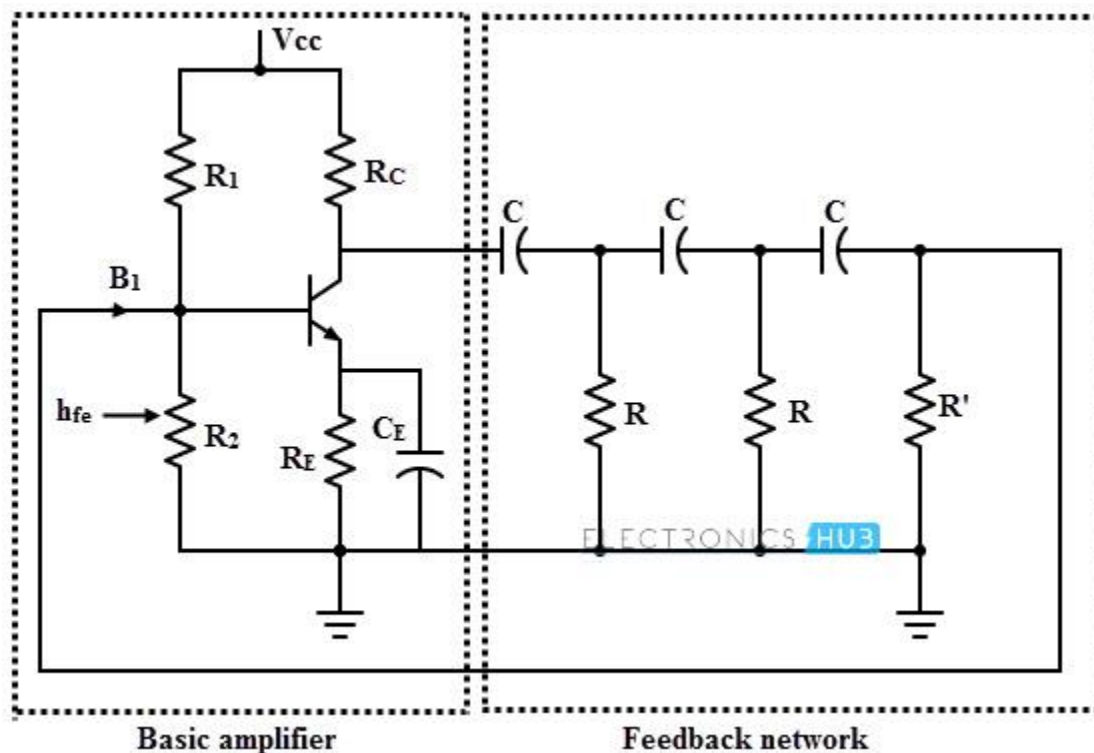 Vcc
R1
RC
C
C
C
B1
hfe
R2
RE
CE
R
R
R'
ELECTRONICS HUB
Basic amplifier
Feedback network